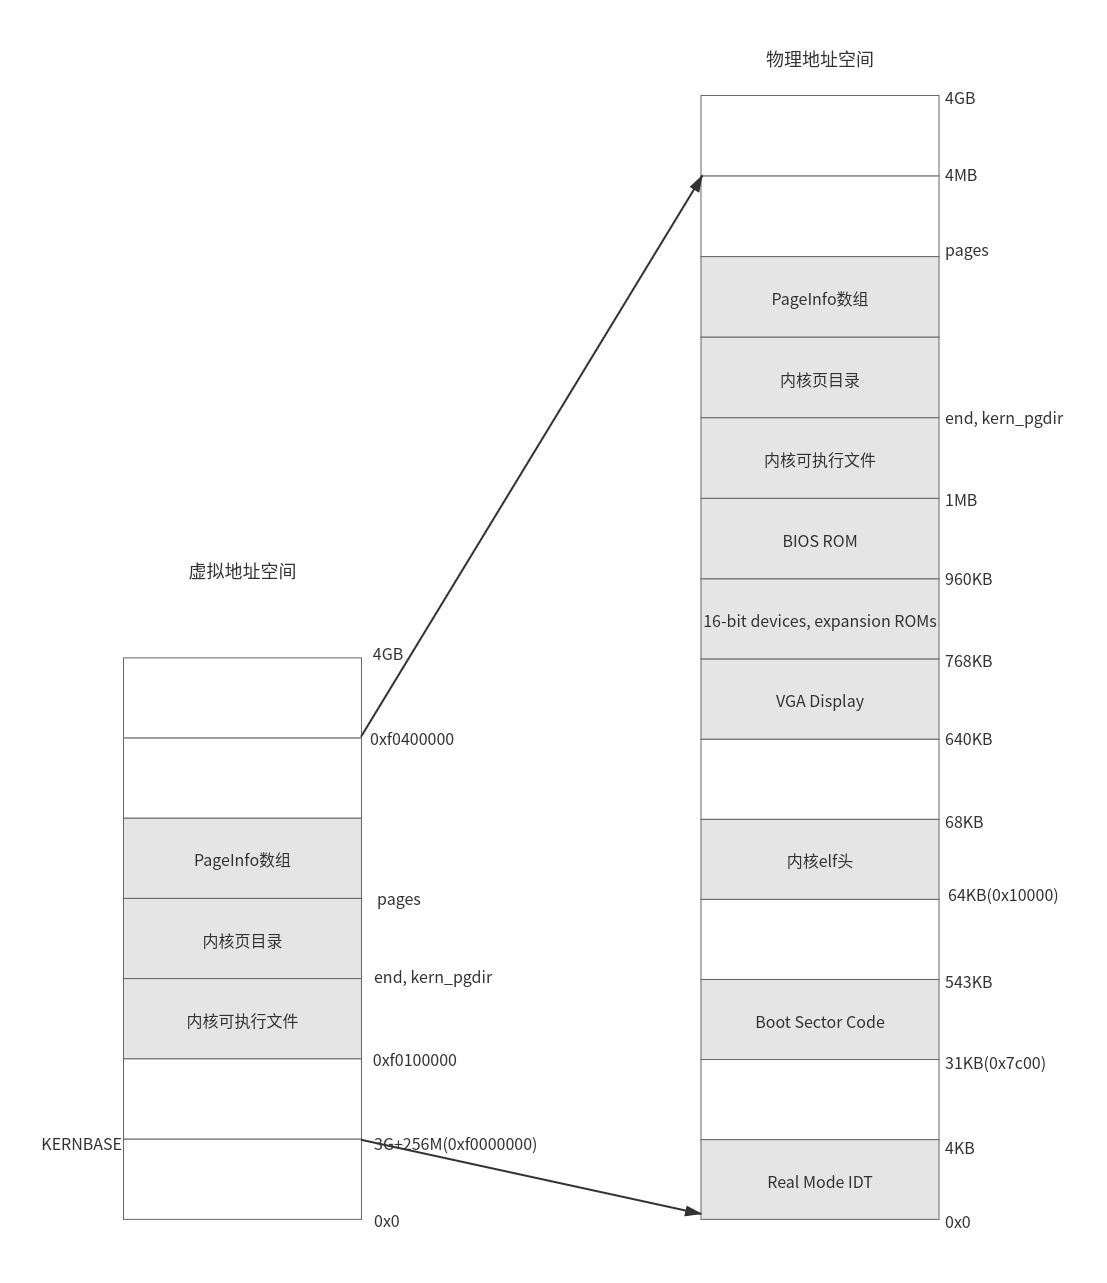 物理地址空间
4GB
4MB
pages
PageInfo数组
内核页目录
end, kern_pgdir
内核可执行文件
1MB
BIOS ROM
960KB
16-bit devices, expansion ROMs
768KB
VGA Display
640KB
68KB
内核elf头
64KB(0x10000)
543KB
Boot Sector Code
31KB(0x7c00)
4KB
Real Mode IDT
0x0
虚拟地址空间
4GB
0xf0400000
PageInfo数组
pages
内核页目录
end, kern_pgdir
内核可执行文件
0xf0100000
KERNBASE
3G+256M(0xf0000000)
0x0